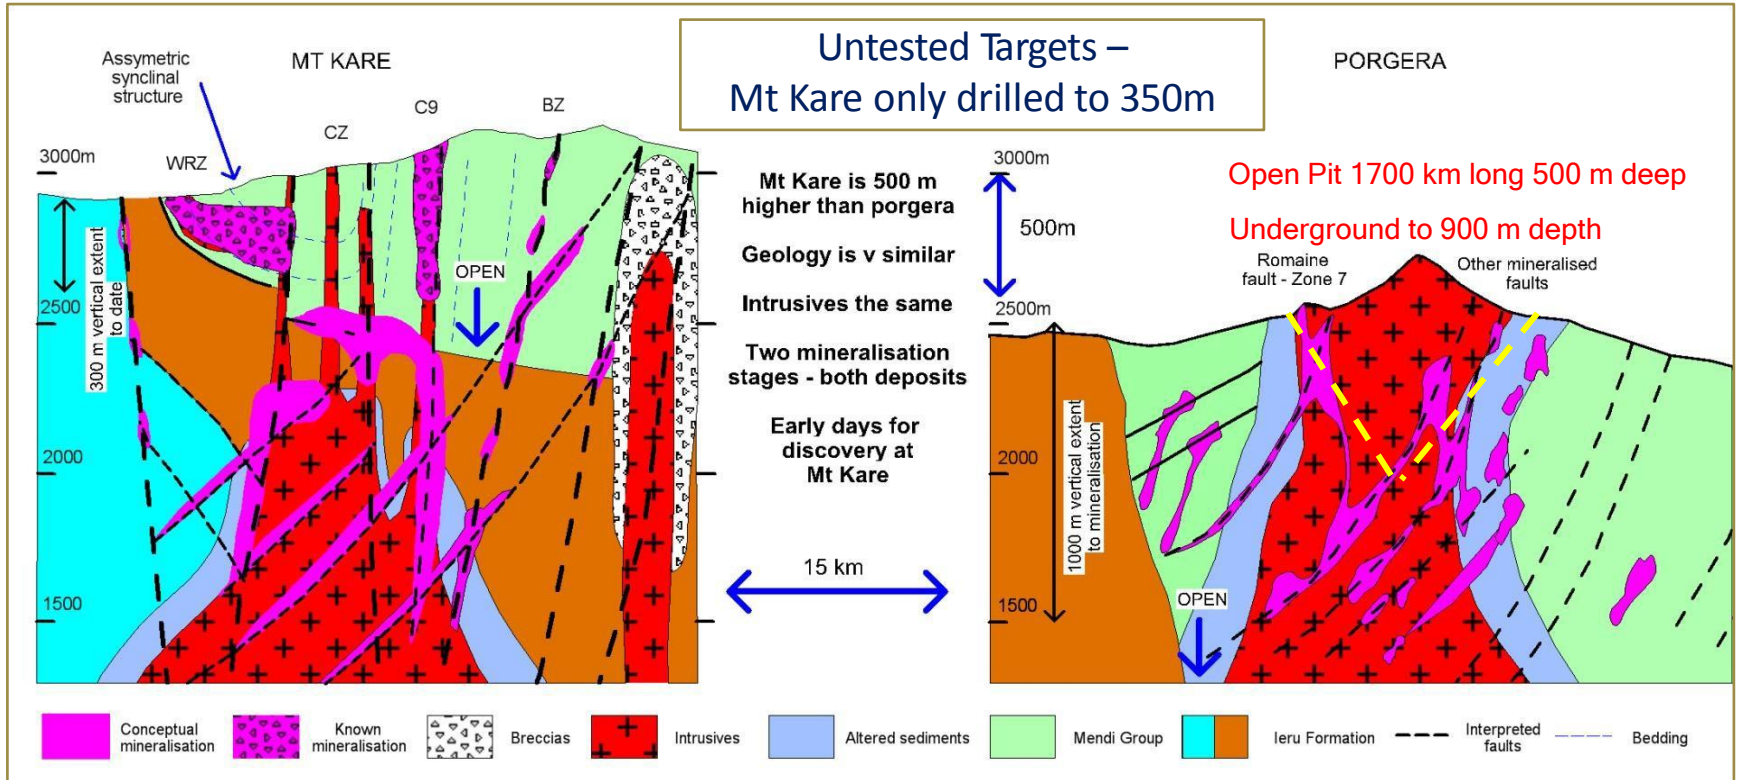 Untested Targets –
Mt Kare only drilled to 350m
Assymetric
synclinal
structure
MT KARE
WRZ
CZ
C9
BZ
3000m
2500
2000
1500
300 m vertical extent
to date
OPEN
Mt Kare is 500 m
higher than porgera
Geology is v similar
Intrusives the same
Two mineralisation
stages - both deposits
Early days for
discovery at
Mt Kare
15 km
500m
PORGERA
Open Pit 1700 km long 500 m deep
Underground to 900 m depth
Romaine
fault - Zone 7
Other mineralised
faults
3000m
2500m
2000
1500
1000 m vertical extent
to mineralisation
OPEN
Conceptual
mineralisation
Known
mineralisation
Breccias
Intrusives
Altered sediments
Mendi Group
Ieru Formation
Interpreted
faults
Bedding